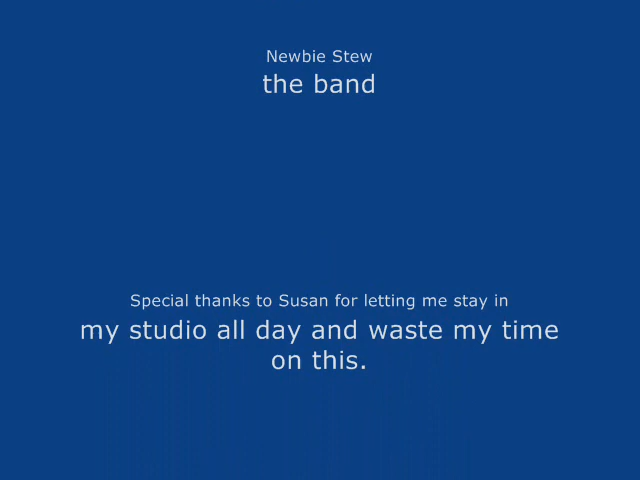 Newbie Stew
the band
Special thanks to Susan for letting me stay in
my studio all day and waste my time
on this.